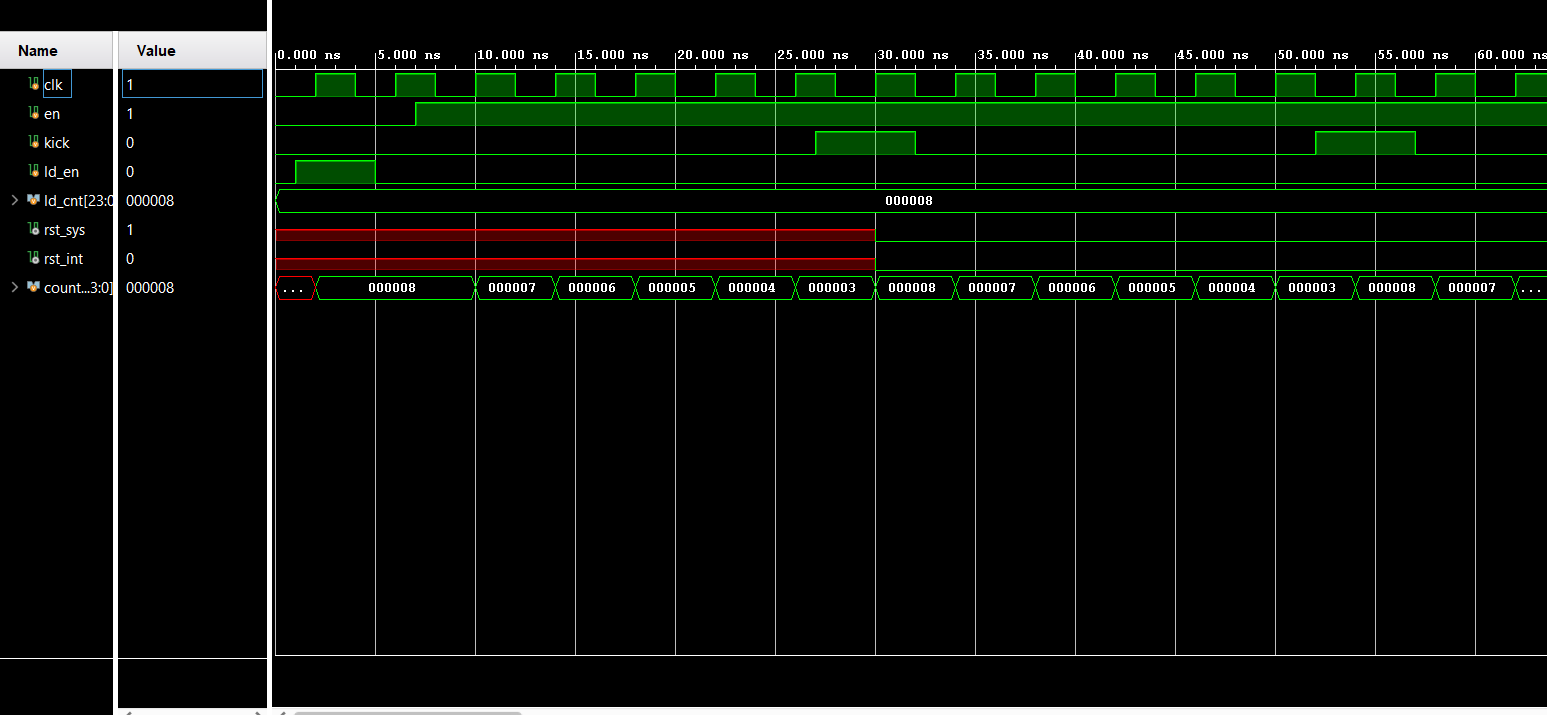 Name Value
0.000 ns 5.000 ns 10.000 ns 15.000 ns 20.000 ns 25.000 ns 30.000 ns 35.000 ns 40.000 ns 45.000 ns 50.000 ns 55.000 ns 60.000 ns
clk 1
en 1
kick 0
ld_en 0
ld_cnt[23:0 000008 000008
rst_sys 1
rst_int 0
count...3:0] 000008 ... 000008 000007 000006 000005 000004 000003 000008 000007 000006 000005 000004 000003 000008 000007 ...